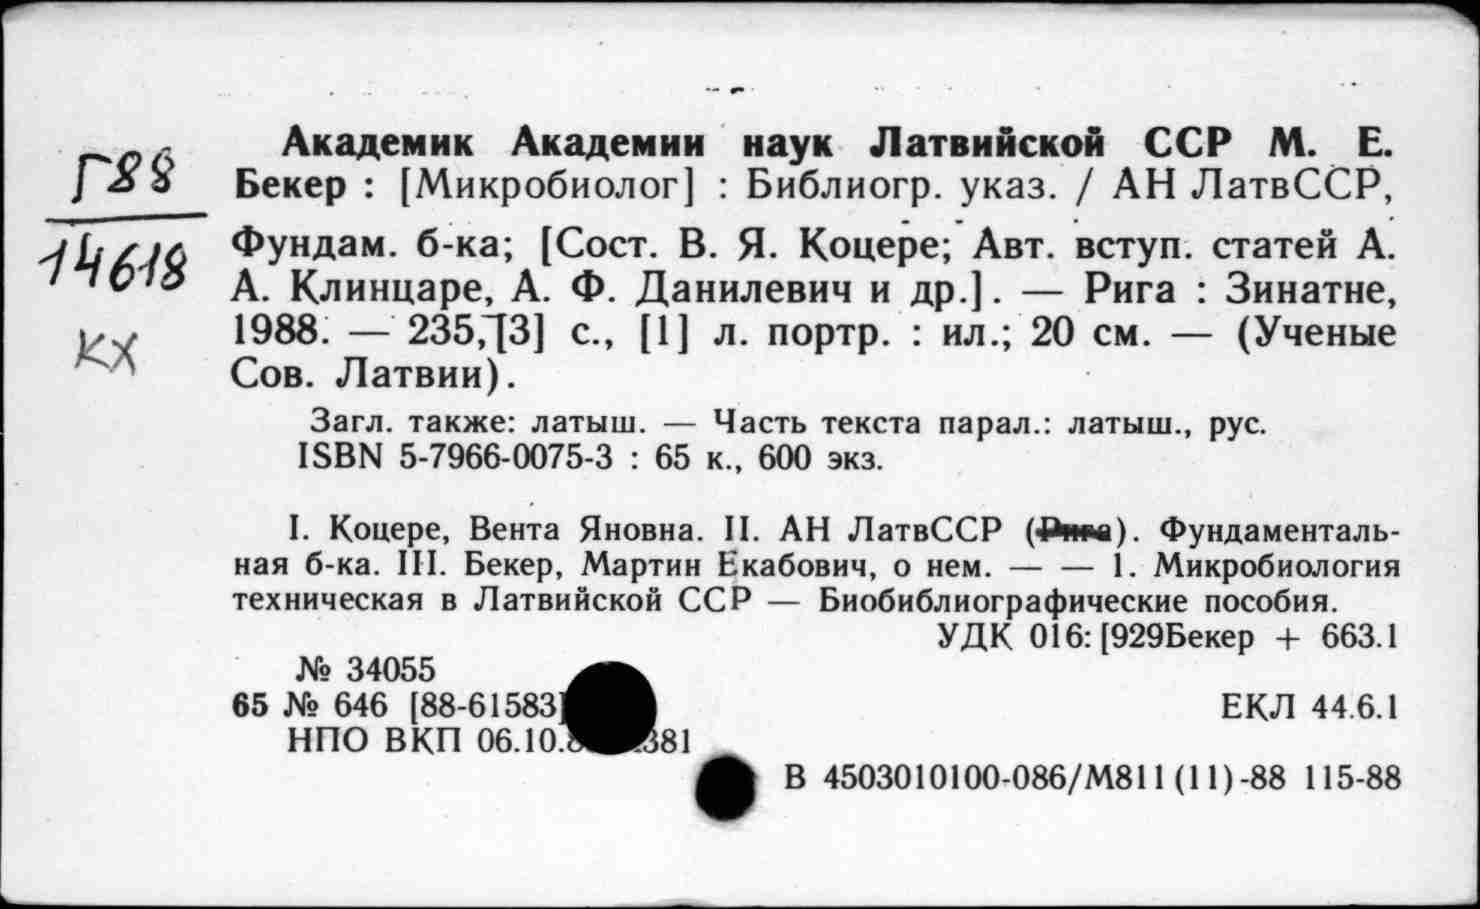 Г88
14618
кх
Академик Академии наук Латвийской ССР М. Е.
Бекер : [Микробиолог] : Библиогр. указ. / АН ЛатвССР,
Фундам. б-ка; [Сост. В. Я. Коцере; Авт. вступ. статей А.
А. Клинцаре, А. Ф. Данилевич и др.]. — Рига : Зинатне,
1988. — 235,[3] с., [1] л. портр. : ил.; 20 см. — (Ученые
Сов. Латвии).
Загл. также: латыш. — Часть текста парал.: латыш., рус.
ISBN 5-7966-0075-3 : 65 к., 600 экз.
I. Коцере, Вента Яновна. II. АН ЛатвССР (Рига). Фундаменталь-
ная б-ка. III. Бекер, Мартин Екабович, о нем. — — 1. Микробиология
техническая в Латвийской ССР — Биобиблиографические пособия.
УДК 016:[929Бекер + 663.1
№ 34055
65 № 646 [88-61583]
ЕКЛ 44.6.1
НПО ВКП 06.10.
В 4503010100-086/М811(11)-88 115-88